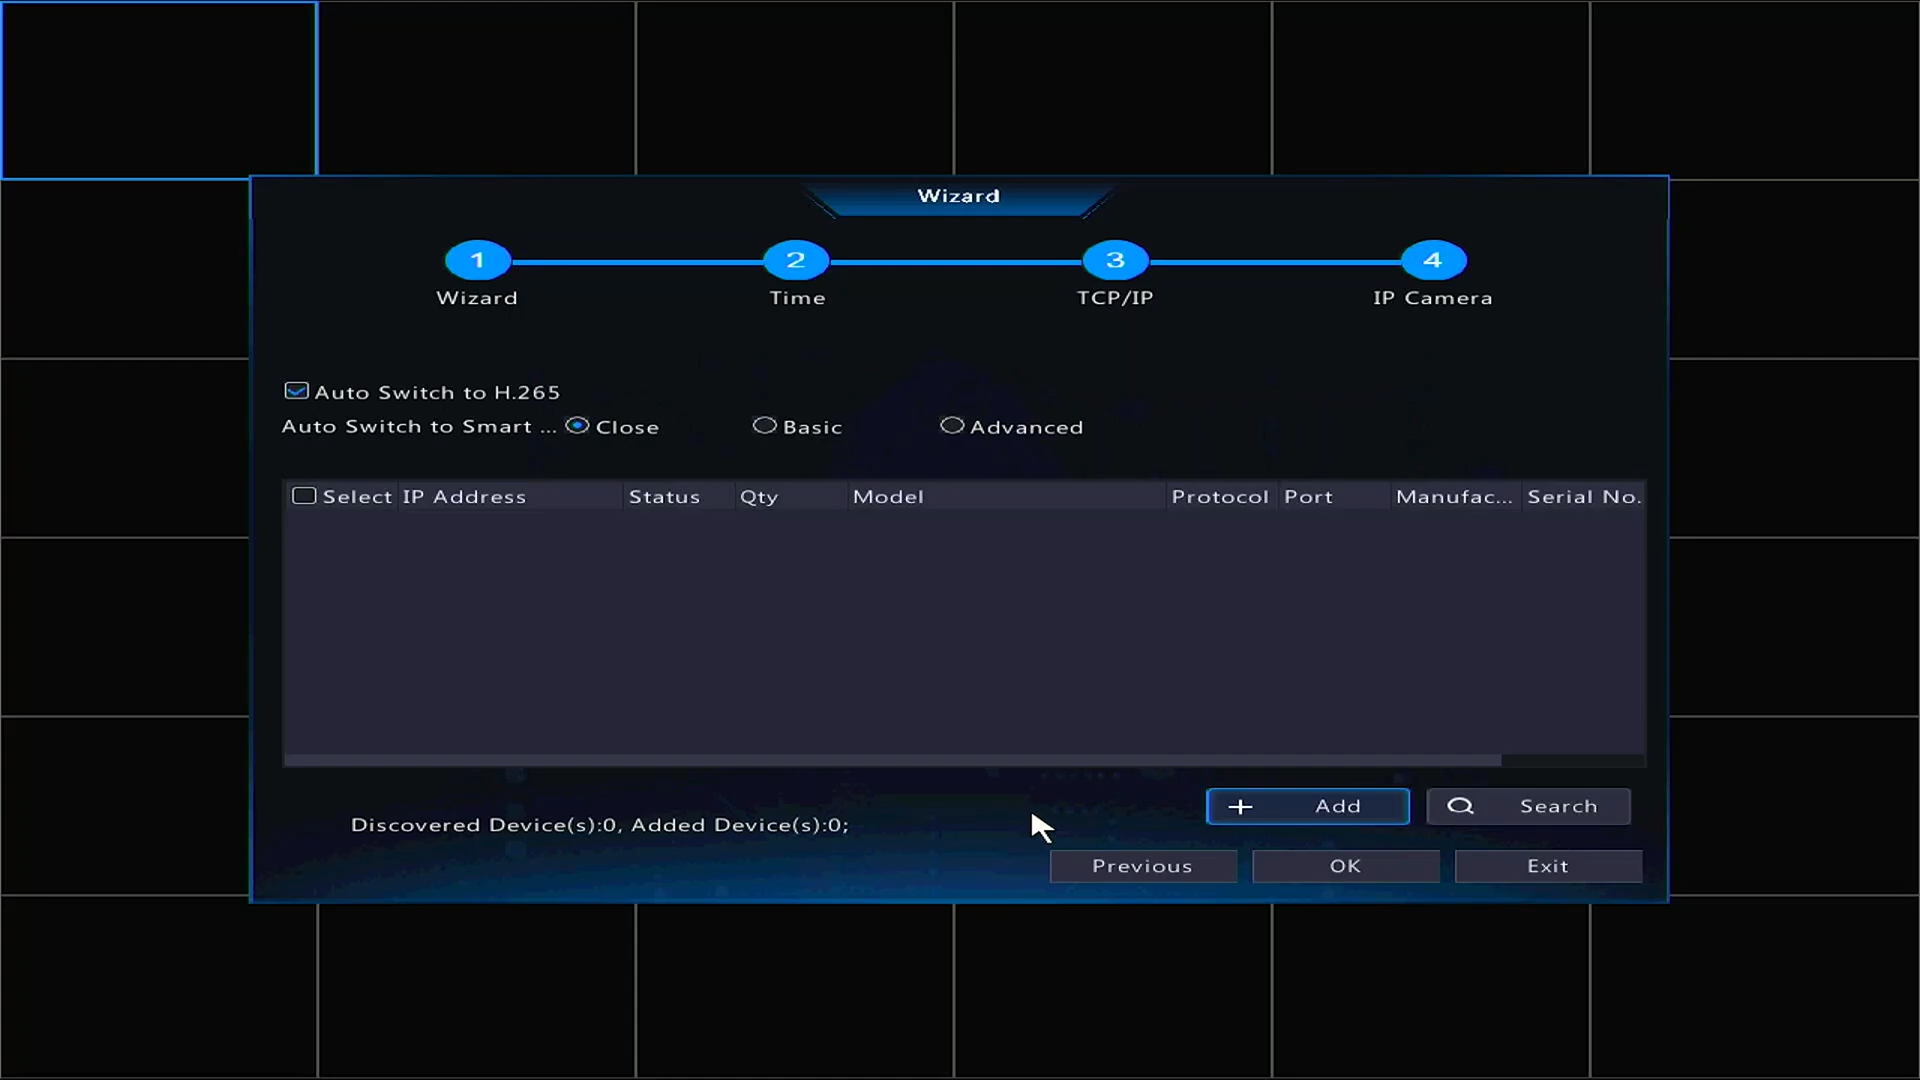 Wizard
1 2 3 4
Wizard Time TCP/IP IP Camera
Auto Switch to H.265
Auto Switch to Smart ... Close Basic Advanced
Select IP Address Status Qty Model Protocol Port Manufac... Serial No.
Add Search
Discovered Device(s):0, Added Device(s):0;
Previous OK Exit